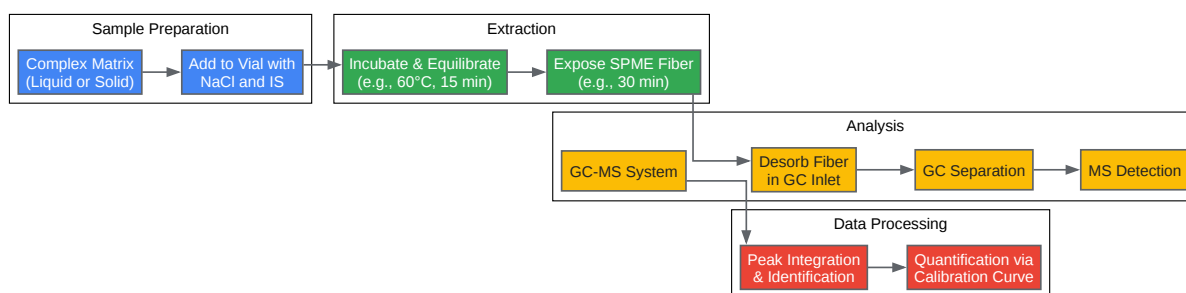 Sample Preparation
Complex Matrix
(Liquid or Solid)
Add to Vial with
NaCl and IS
Extraction
Incubate & Equilibrate
(e.g., 60°C, 15 min)
Expose SPME Fiber
(e.g., 30 min)
Analysis
GC-MS System
Desorb Fiber
in GC Inlet
GC Separation
MS Detection
Data Processing
Peak Integration
& Identification
Quantification via
Calibration Curve